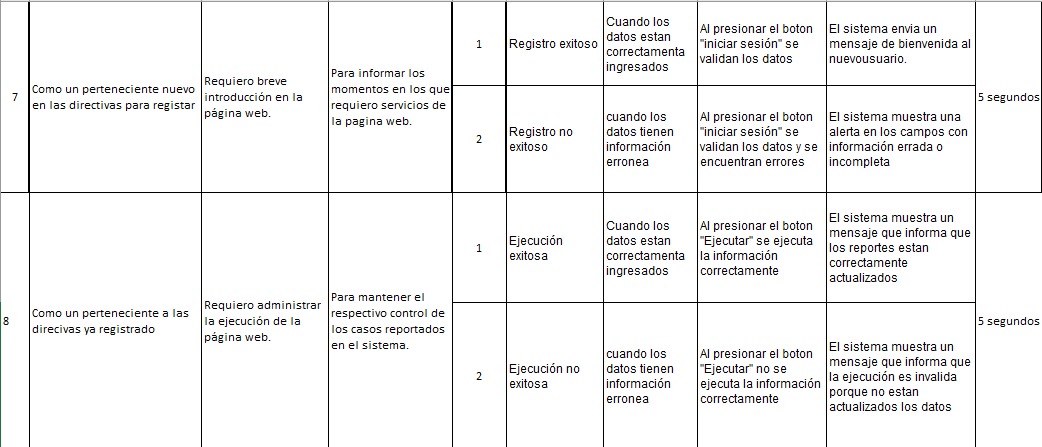 7
Como un perteneciente nuevo
en las directivas para registar
Requiero breve
introducción en la
página web.
Para informar los
momentos en los que
requiero servicios de
la pagina web.
1
Registro exitoso
Cuando los
datos estan
correctamenta
ingresados
Al presionar el boton
"iniciar sesión" se
validan los datos
El sistema envia un
mensaje de bienvenida al
nuevousuario.
5 segundos
2
Registro no
exitoso
cuando los
datos tienen
información
erronea
Al presionar el boton
"iniciar sesión" se
validan los datos y se
encuentran errores
El sistema muestra una
alerta en los campos con
información errada o
incompleta
8
Como un perteneciente a las
direcivas ya registrado
Requiero administrar
la ejecución de la
página web.
Para mantener el
respectivo control de
los casos reportados
en el sistema.
1
Ejecución
exitosa
Cuando los
datos estan
correctamenta
ingresados
Al presionar el boton
"Ejecutar" se ejecuta
la información
correctamente
El sistema muestra un
mensaje que informa que
los reportes estan
correctamente
actualizados
5 segundos
2
Ejecución no
exitosa
cuando los
datos tienen
información
erronea
Al presionar el boton
"Ejecutar" no se
ejecuta la información
correctamente
El sistema muestra un
mensaje que informa que
la ejecución es invalida
porque no estan
actualizados los datos